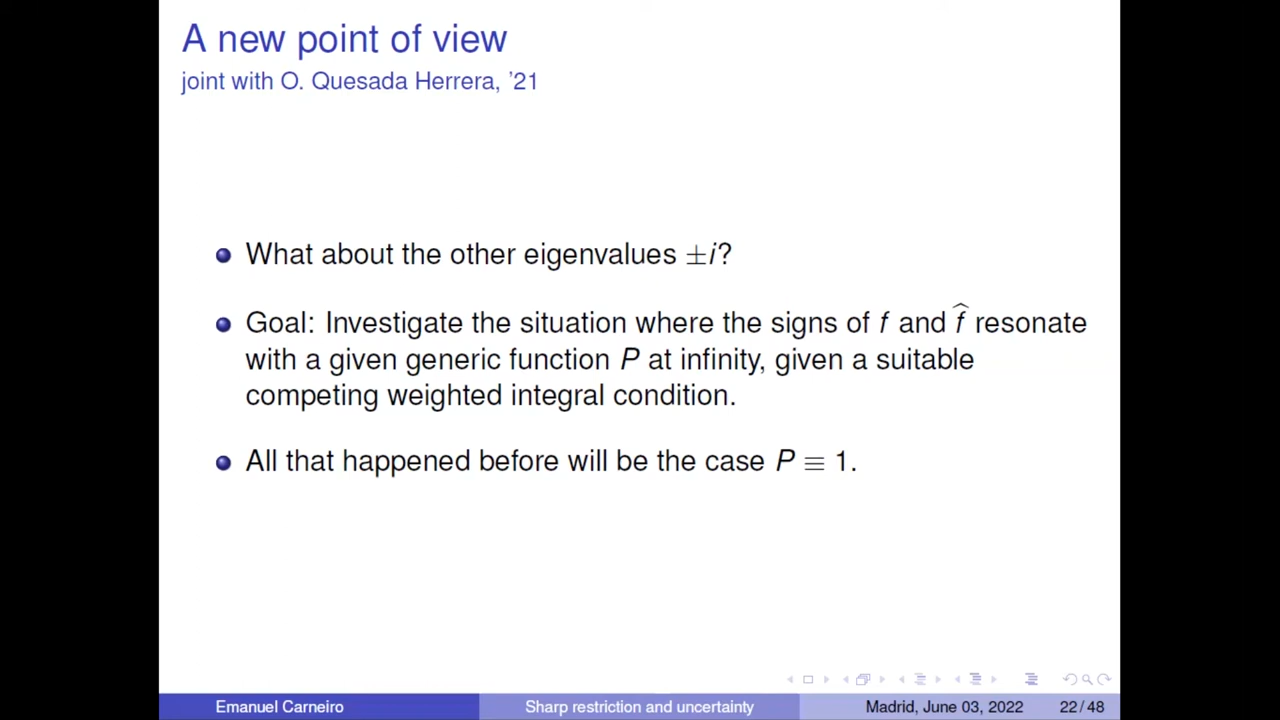 A new point of view
joint with O. Quesada Herrera, ’21
What about the other eigenvalues ±i?
Goal: Investigate the situation where the signs of f and f̂ resonate
with a given generic function P at infinity, given a suitable
competing weighted integral condition.
All that happened before will be the case P ≡ 1.
Emanuel Carneiro Sharp restriction and uncertainty Madrid, June 03, 2022 22 / 48